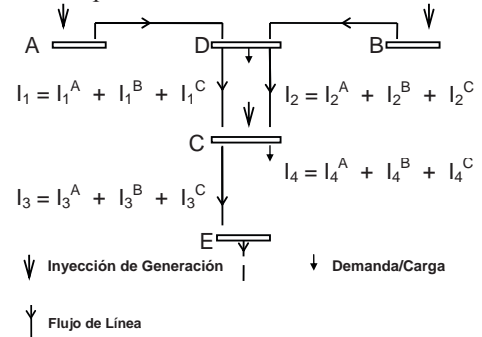 A D B
I₁ = I₁ᴬ + I₁ᴮ + I₁ᶜ
I₂ = I₂ᴬ + I₂ᴮ + I₂ᶜ
C
I₄ = I₄ᴬ + I₄ᴮ + I₄ᶜ
I₃ = I₃ᴬ + I₃ᴮ + I₃ᶜ
E
I
Inyección de Generación
Demanda/Carga
Flujo de Línea